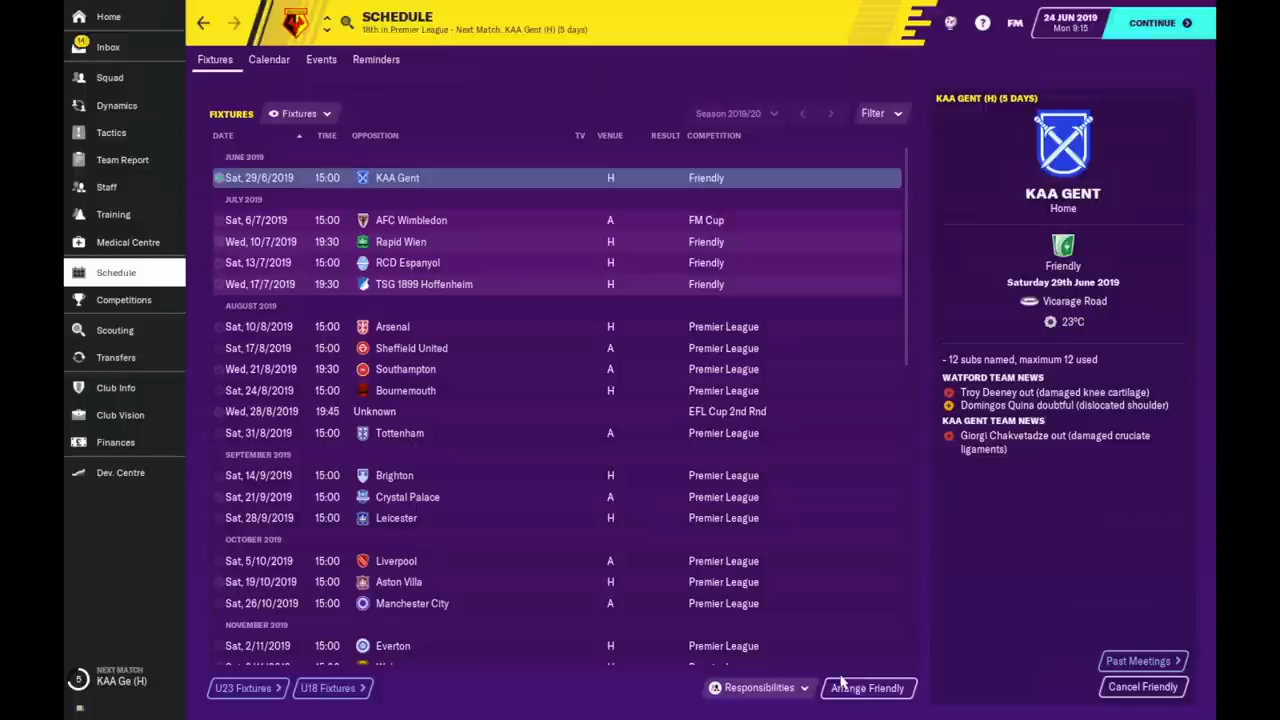 Home
14
Inbox
Squad
Dynamics
Tactics
Team Report
Staff
Training
Medical Centre
Schedule
Competitions
Scouting
Transfers
Club Info
Club Vision
Finances
Dev. Centre
5
NEXT MATCH
KAA Ge (H)
SCHEDULE
18th in Premier League - Next Match: KAA Gent (H) (5 days)
FM
24 JUN 2019
Mon 9:15
CONTINUE
Fixtures Calendar Events Reminders
FIXTURES Fixtures Season 2019/20 Filter
DATE TIME OPPOSITION TV VENUE RESULT COMPETITION
JUNE 2019
Sat, 29/6/2019 15:00 KAA Gent H Friendly
JULY 2019
Sat, 6/7/2019 15:00 AFC Wimbledon A FM Cup
Wed, 10/7/2019 19:30 Rapid Wien H Friendly
Sat, 13/7/2019 15:00 RCD Espanyol H Friendly
Wed, 17/7/2019 19:30 TSG 1899 Hoffenheim H Friendly
AUGUST 2019
Sat, 10/8/2019 15:00 Arsenal H Premier League
Sat, 17/8/2019 15:00 Sheffield United A Premier League
Wed, 21/8/2019 19:30 Southampton A Premier League
Sat, 24/8/2019 15:00 Bournemouth H Premier League
Wed, 28/8/2019 19:45 Unknown EFL Cup 2nd Rnd
Sat, 31/8/2019 15:00 Tottenham A Premier League
SEPTEMBER 2019
Sat, 14/9/2019 15:00 Brighton H Premier League
Sat, 21/9/2019 15:00 Crystal Palace A Premier League
Sat, 28/9/2019 15:00 Leicester H Premier League
OCTOBER 2019
Sat, 5/10/2019 15:00 Liverpool A Premier League
Sat, 19/10/2019 15:00 Aston Villa H Premier League
Sat, 26/10/2019 15:00 Manchester City A Premier League
NOVEMBER 2019
Sat, 2/11/2019 15:00 Everton H Premier League
U23 Fixtures U18 Fixtures Responsibilities Arrange Friendly
KAA GENT (H) (5 DAYS)
KAA GENT
Home
Friendly
Saturday 29th June 2019
Vicarage Road
23°C
- 12 subs named, maximum 12 used
WATFORD TEAM NEWS
Troy Deeney out (damaged knee cartilage)
Domingos Quina doubtful (dislocated shoulder)
KAA GENT TEAM NEWS
Giorgi Chakvetadze out (damaged cruciate
ligaments)
Past Meetings
Cancel Friendly